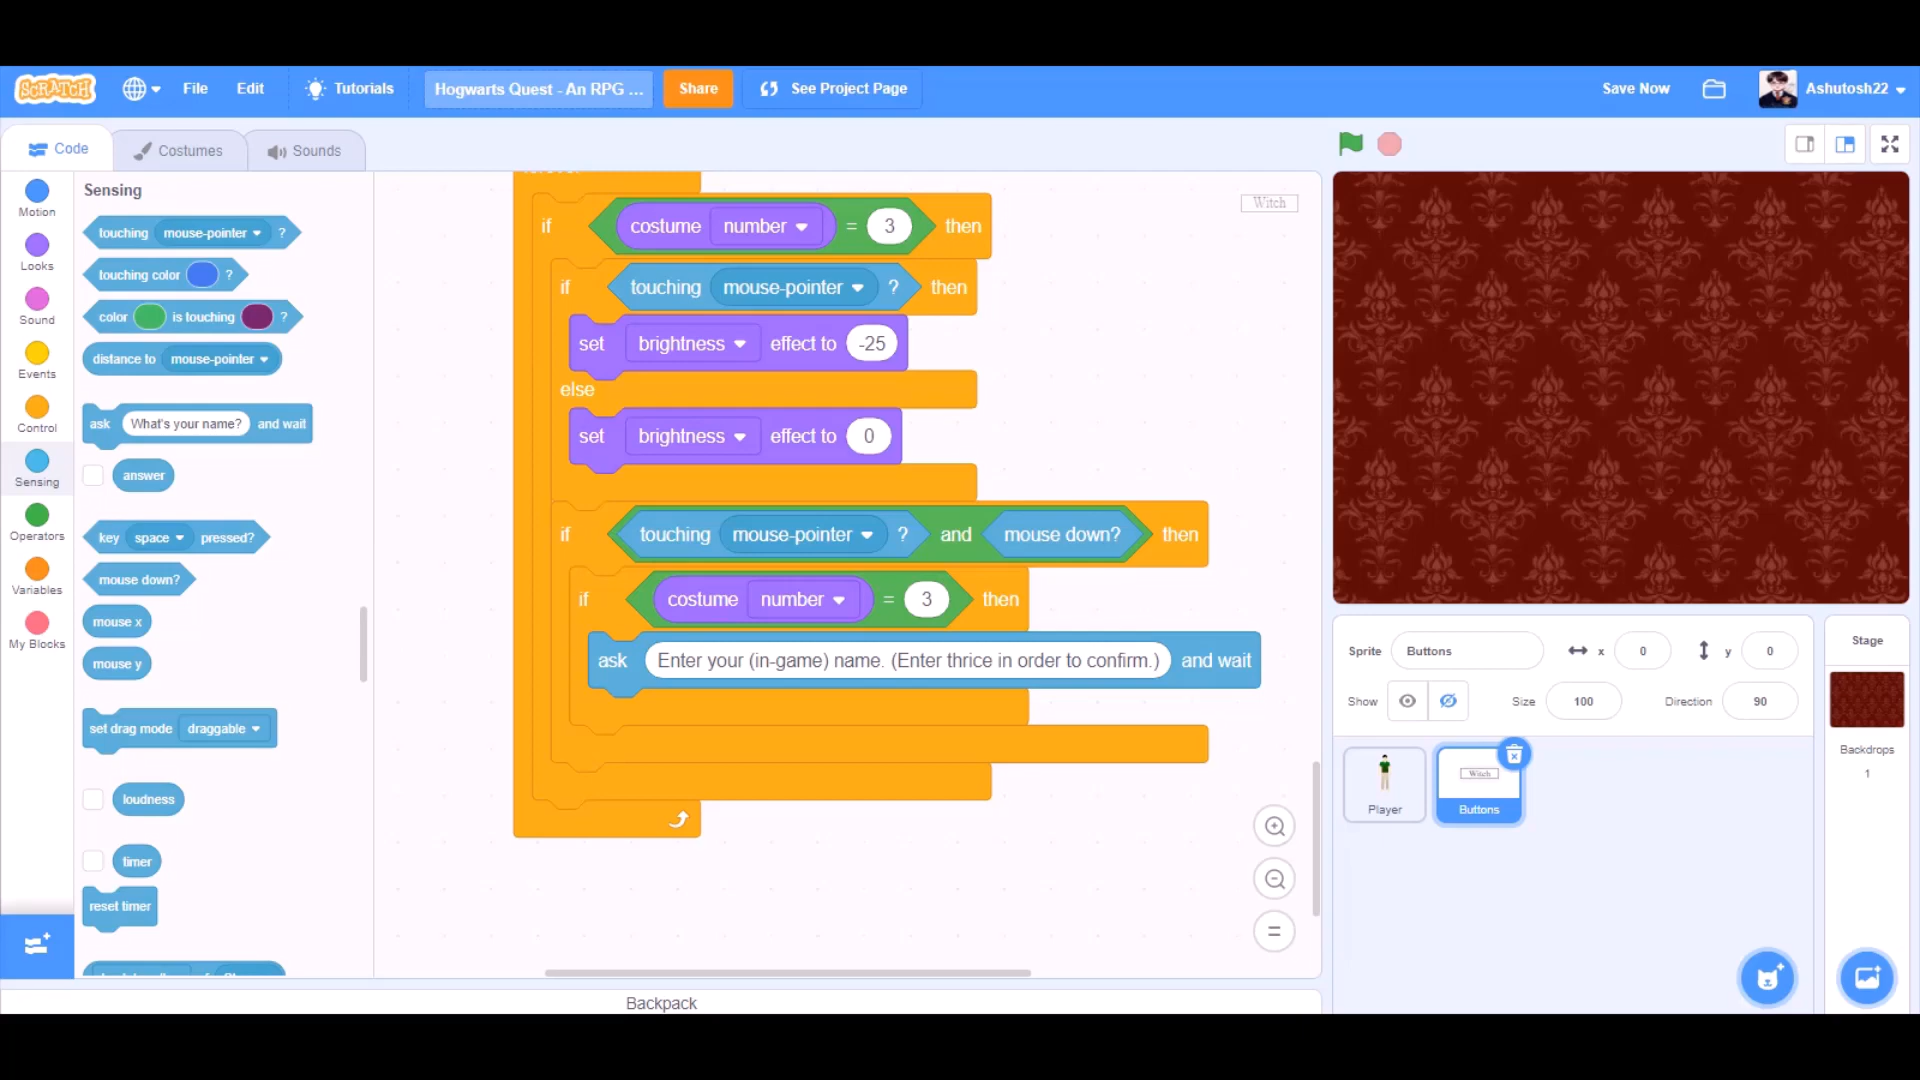 SCRATCH File Edit Tutorials Hogwarts Quest - An RPG ... Share See Project Page Save Now Ashutosh22
Code Costumes Sounds
Motion
Looks
Sound
Events
Control
Sensing
Operators
Variables
My Blocks
Sensing
touching mouse-pointer ?
touching color ?
color is touching ?
distance to mouse-pointer
ask What's your name? and wait
answer
key space pressed?
mouse down?
mouse x
mouse y
set drag mode draggable
loudness
timer
reset timer
if costume number = 3 then
if touching mouse-pointer ? then
set brightness effect to -25
else
set brightness effect to 0
if touching mouse-pointer ? and mouse down? then
if costume number = 3 then
ask Enter your (in-game) name. (Enter thrice in order to confirm.) and wait
Witch
Backpack
Sprite Buttons x 0 y 0
Show Size 100 Direction 90
Witch
Player Buttons
Stage
Backdrops
1